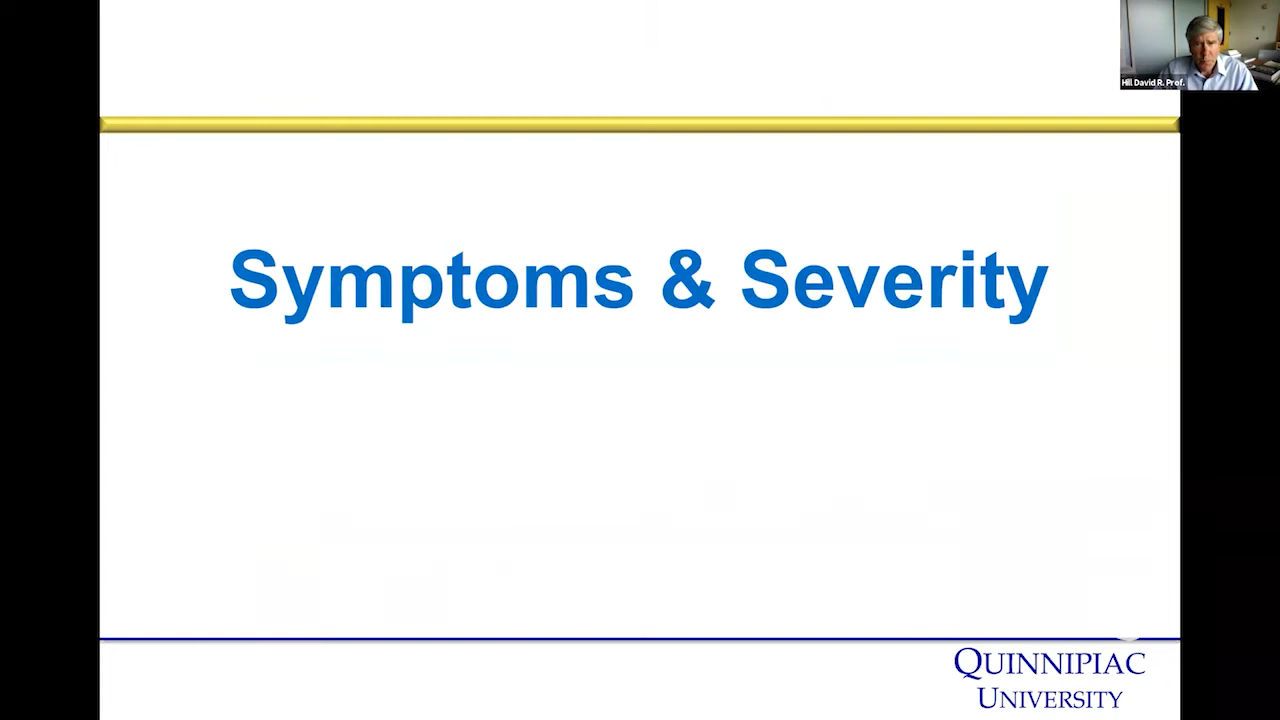 Hill David R. Prof.
Symptoms & Severity
QUINNIPIAC
UNIVERSITY